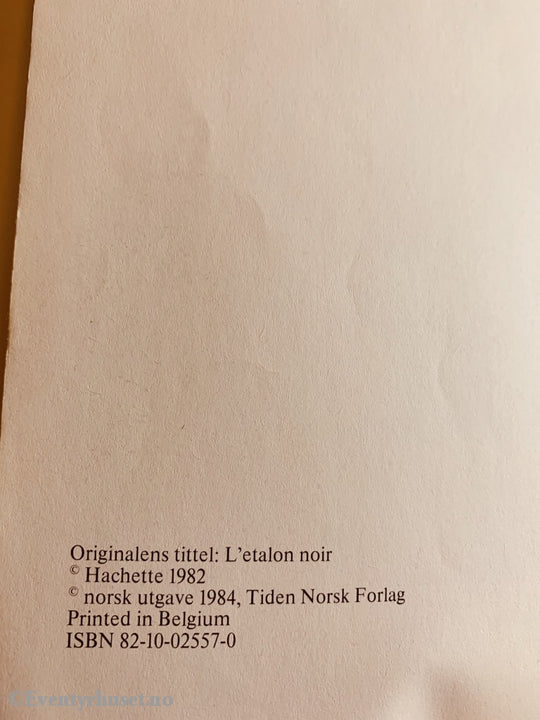 Originalens tittel: L'etalon noir
© Hachette 1982
© norsk utgave 1984, Tiden Norsk Forlag
Printed in Belgium
ISBN 82-10-02557-0
©Eventyrhuset.no